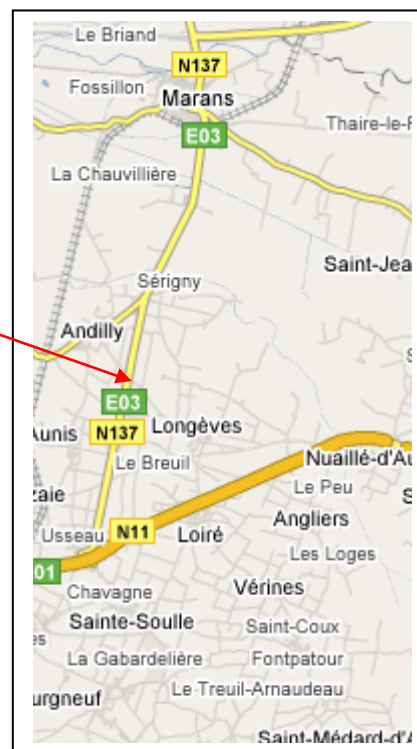 Le Briand
N137
Fossillon
Marans
E03
Thaire-le-F
La Chauvillière
Saint-Jea
Sérigny
Andilly
E03
Aunis
N137
Longèves
Le Breuil
Nuaillé-d'Au
zaie
Le Peu
S
Usseau
N11
Loiré
Angliers
Les Loges
01
Chavagne
Vérines
Sainte-Soulle
Saint-Coux
es
La Gabardelière
Fontpatour
urgneuf
Le Treuil-Arnaudeau
Saint-Médard-d'A